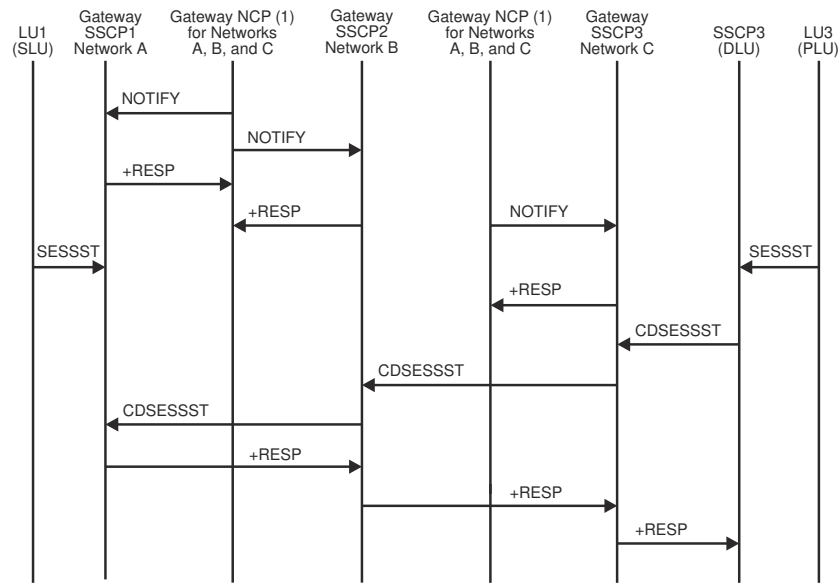 LU1
(SLU)
Gateway
SSCP1
Network A
Gateway NCP (1)
for Networks
A, B, and C
Gateway
SSCP2
Network B
Gateway NCP (1)
for Networks
A, B, and C
Gateway
SSCP3
Network C
SSCP3
(DLU)
LU3
(PLU)
NOTIFY
NOTIFY
+RESP
+RESP
NOTIFY
SESSST
SESSST
+RESP
CDSESSST
CDSESSST
CDSESSST
+RESP
+RESP
+RESP